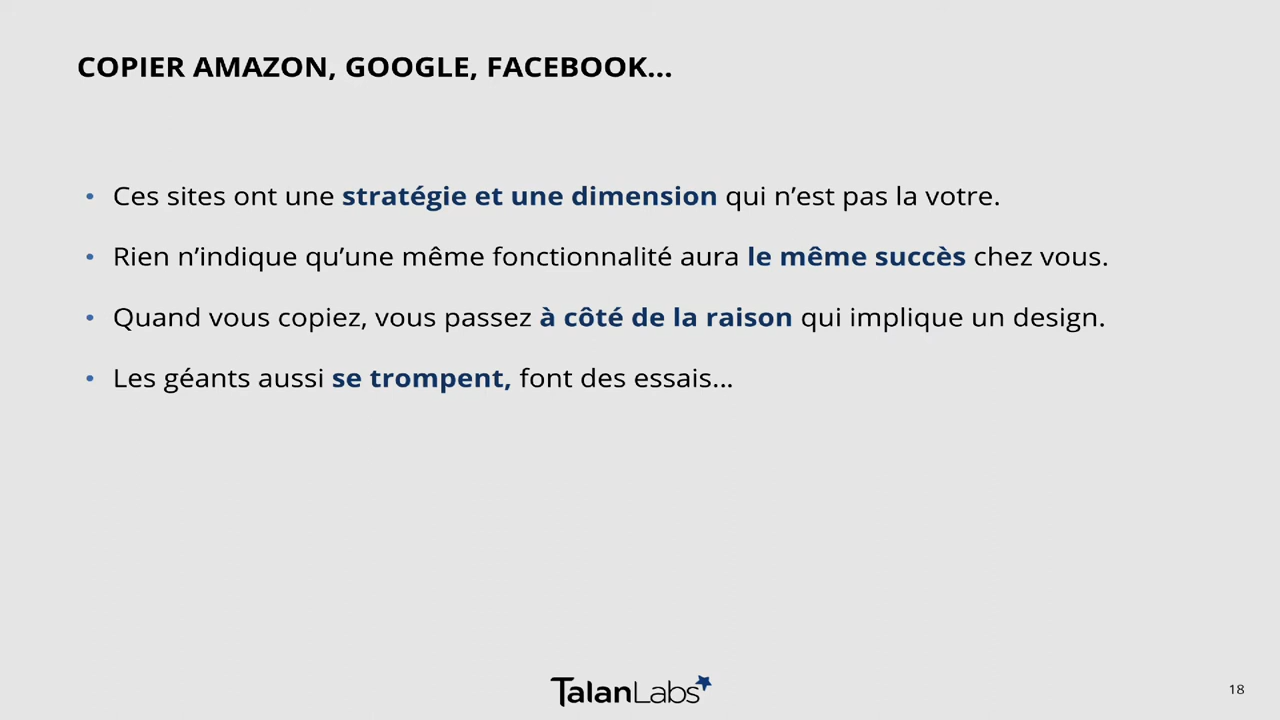 COPIER AMAZON, GOOGLE, FACEBOOK...
• Ces sites ont une stratégie et une dimension qui n’est pas la votre.
• Rien n’indique qu’une même fonctionnalité aura le même succès chez vous.
• Quand vous copiez, vous passez à côté de la raison qui implique un design.
• Les géants aussi se trompent, font des essais...
TalanLabs
18